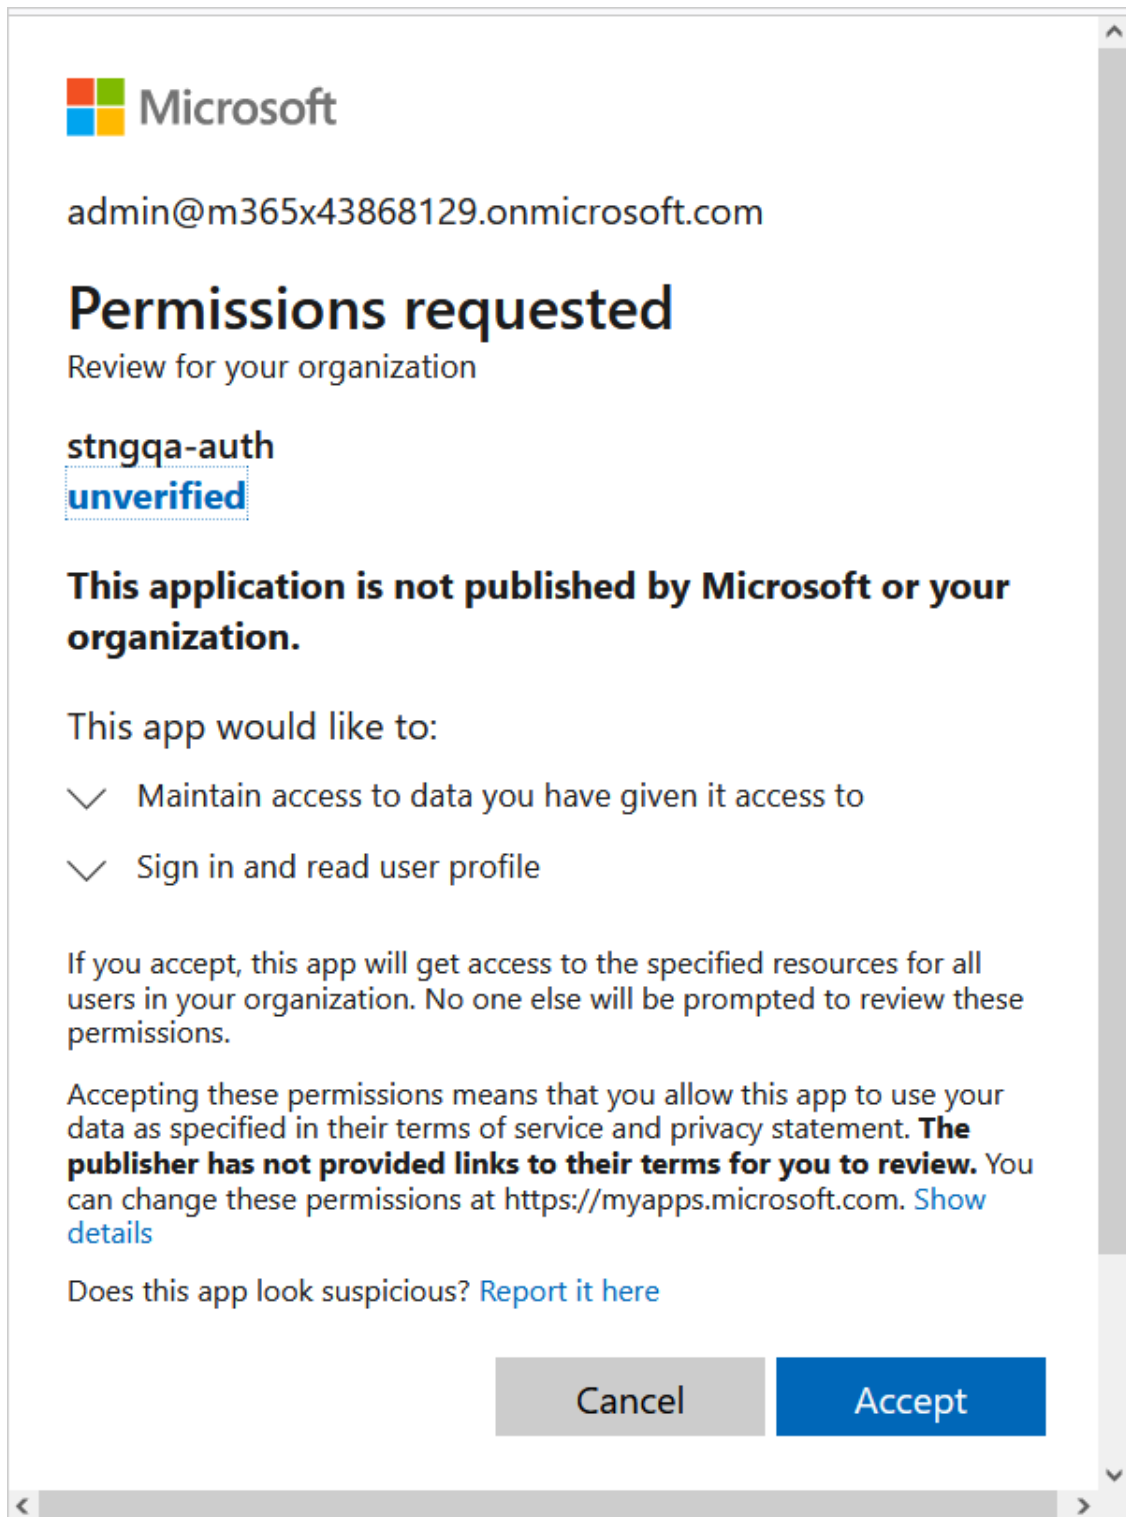 Microsoft
admin@m365x43868129.onmicrosoft.com
Permissions requested
Review for your organization
stngqa-auth
unverified
This application is not published by Microsoft or your
organization.
This app would like to:
Maintain access to data you have given it access to
Sign in and read user profile
If you accept, this app will get access to the specified resources for all
users in your organization. No one else will be prompted to review these
permissions.
Accepting these permissions means that you allow this app to use your
data as specified in their terms of service and privacy statement. The
publisher has not provided links to their terms for you to review. You
can change these permissions at https://myapps.microsoft.com. Show
details
Does this app look suspicious? Report it here
Cancel Accept